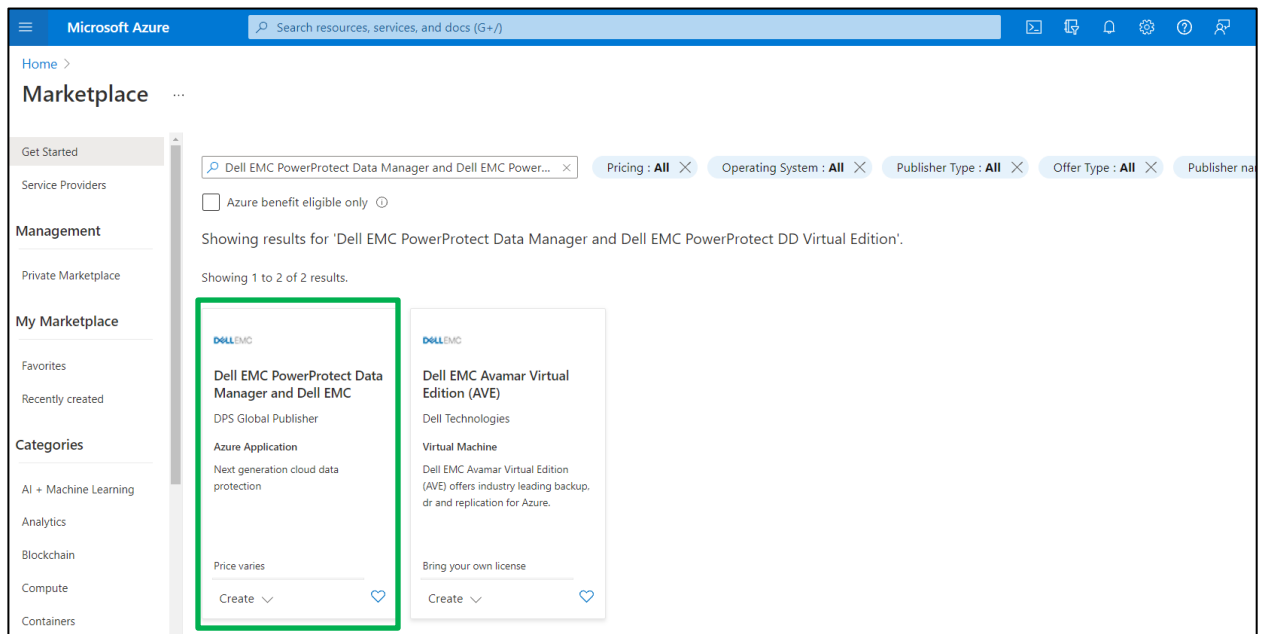 Microsoft Azure
Search resources, services, and docs (G+/)
Home >
Marketplace ...
Get Started
Service Providers
Management
Private Marketplace
My Marketplace
Favorites
Recently created
Categories
AI + Machine Learning
Analytics
Blockchain
Compute
Containers
Dell EMC PowerProtect Data Manager and Dell EMC Power...
Pricing : All
Operating System : All
Publisher Type : All
Offer Type : All
Publisher na
Azure benefit eligible only
Showing results for 'Dell EMC PowerProtect Data Manager and Dell EMC PowerProtect DD Virtual Edition'.
Showing 1 to 2 of 2 results.
DELLEMC
Dell EMC PowerProtect Data
Manager and Dell EMC
DPS Global Publisher
Azure Application
Next generation cloud data
protection
Price varies
Create
DELLEMC
Dell EMC Avamar Virtual
Edition (AVE)
Dell Technologies
Virtual Machine
Dell EMC Avamar Virtual Edition
(AVE) offers industry leading backup,
dr and replication for Azure.
Bring your own license
Create